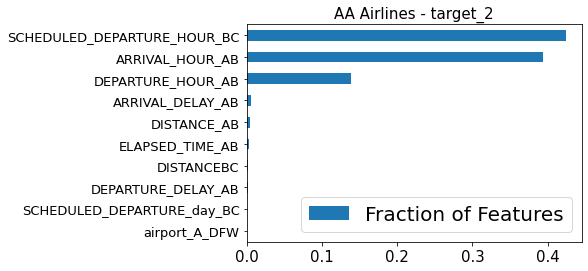 AA Airlines - target_2
SCHEDULED_DEPARTURE_HOUR_BC
ARRIVAL_HOUR_AB
DEPARTURE_HOUR_AB
ARRIVAL_DELAY_AB
DISTANCE_AB
ELAPSED_TIME_AB
DISTANCEBC
DEPARTURE_DELAY_AB
SCHEDULED_DEPARTURE_day_BC
airport_A_DFW
Fraction of Features
0.0 0.1 0.2 0.3 0.4